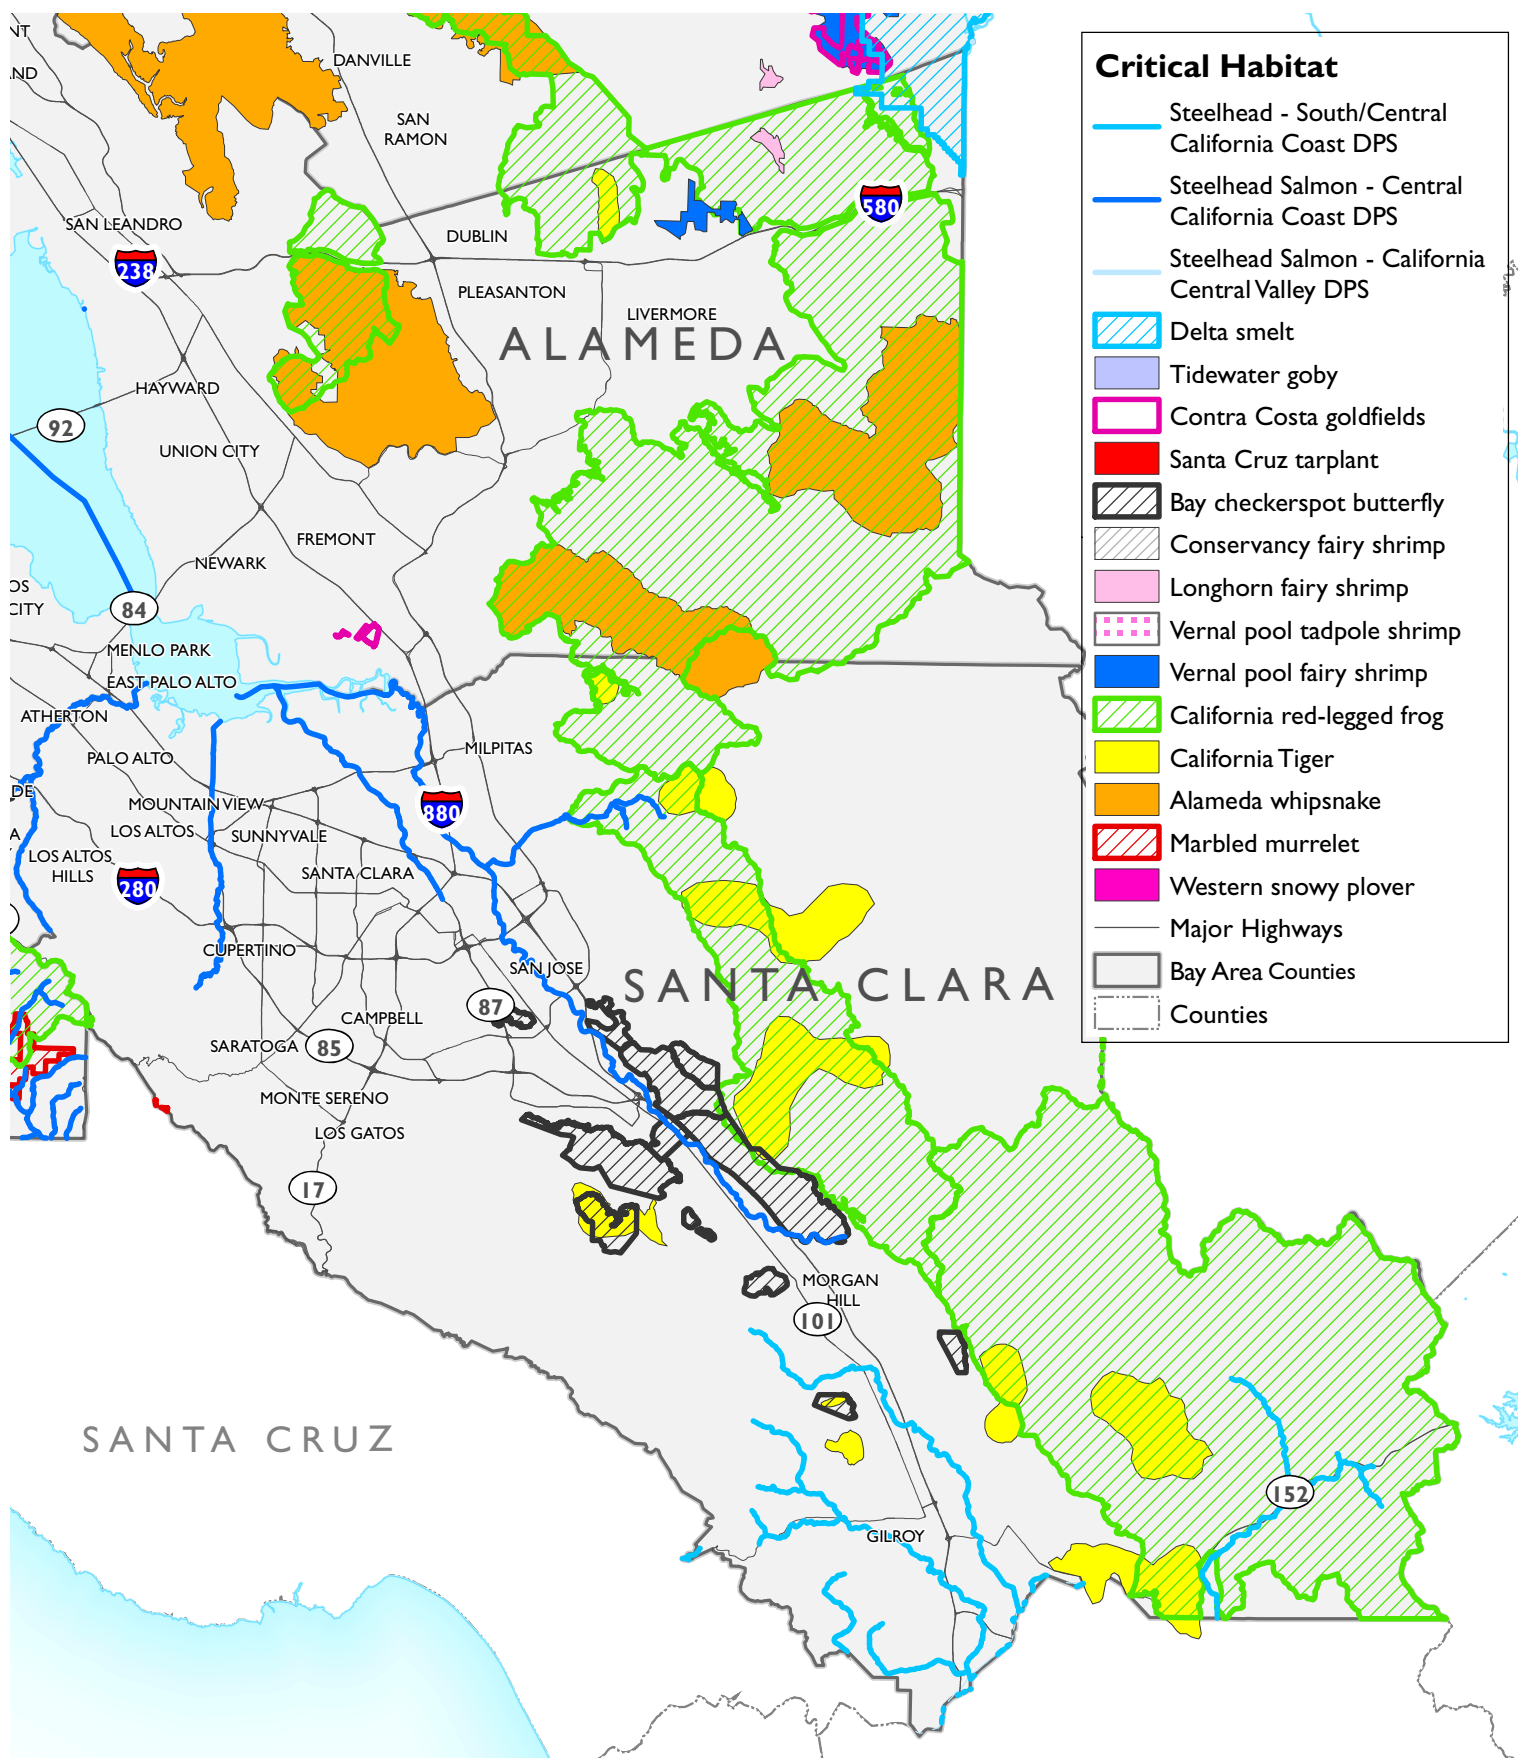 NT
AND
DANVILLE
SAN
RAMON
SAN LEANDRO
238
DUBLIN
580
PLEASANTON
LIVERMORE
ALAMEDA
HAYWARD
92
UNION CITY
FREMONT
NEWARK
OS
CITY
84
MENLO PARK
EAST PALO ALTO
ATHERTON
MILPITAS
PALO ALTO
DE
MOUNTAIN VIEW
880
LOS ALTOS
SUNNYVALE
A
LOS ALTOS
HILLS
280
SANTA CLARA
CUPERTINO
SAN JOSE
SANTA CLARA
87
CAMPBELL
SARATOGA
85
MONTE SERENO
LOS GATOS
17
MORGAN
HILL
101
SANTA CRUZ
152
GILROY
Critical Habitat
Steelhead - South/Central
California Coast DPS
Steelhead Salmon - Central
California Coast DPS
Steelhead Salmon - California
Central Valley DPS
Delta smelt
Tidewater goby
Contra Costa goldfields
Santa Cruz tarplant
Bay checkerspot butterfly
Conservancy fairy shrimp
Longhorn fairy shrimp
Vernal pool tadpole shrimp
Vernal pool fairy shrimp
California red-legged frog
California Tiger
Alameda whipsnake
Marbled murrelet
Western snowy plover
Major Highways
Bay Area Counties
Counties